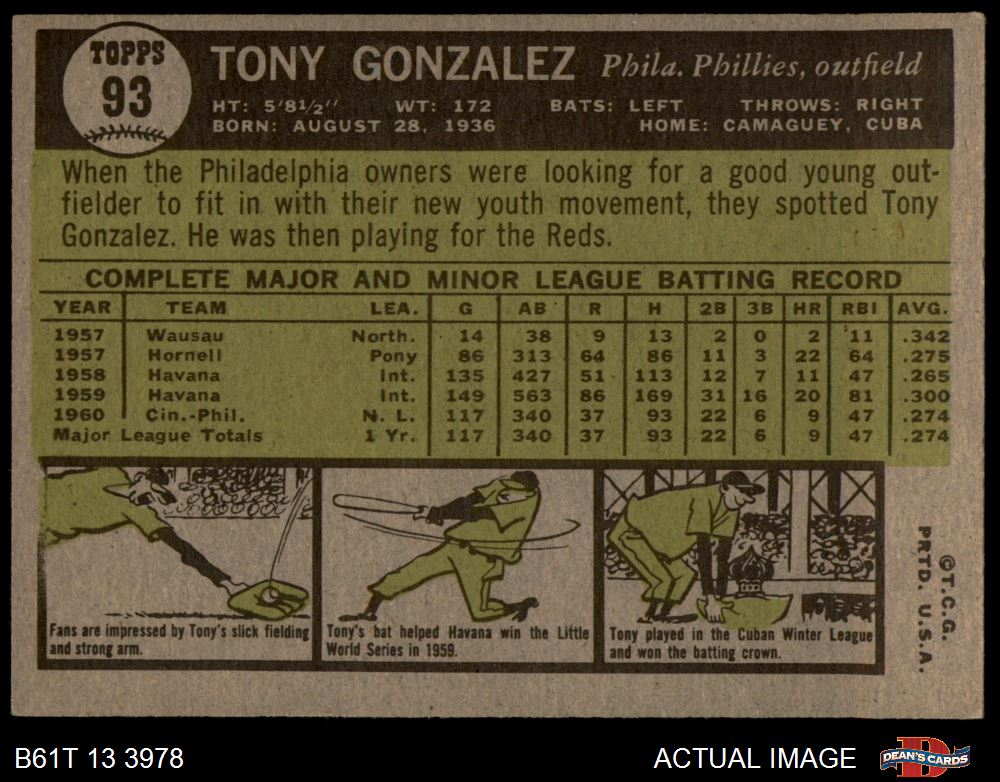 TOPPS
93
TONY GONZALEZ Phila. Phillies, outfield
HT: 5'8½" WT: 172 BATS: LEFT THROWS: RIGHT
BORN: AUGUST 28, 1936 HOME: CAMAGUEY, CUBA
When the Philadelphia owners were looking for a good young out-
fielder to fit in with their new youth movement, they spotted Tony
Gonzalez. He was then playing for the Reds.
COMPLETE MAJOR AND MINOR LEAGUE BATTING RECORD
YEAR TEAM LEA. G AB R H 2B 3B HR RBI AVG.
1957 Wausau North. 14 38 9 13 2 0 2 11 .342
1957 Hornell Pony 86 313 64 86 11 3 22 64 .275
1958 Havana Int. 135 427 51 113 12 7 11 47 .265
1959 Havana Int. 149 563 86 169 31 16 20 81 .300
1960 Cin.-Phil. N. L. 117 340 37 93 22 6 9 47 .274
Major League Totals 1 Yr. 117 340 37 93 22 6 9 47 .274
Fans are impressed by Tony's slick fielding
and strong arm.
Tony's bat helped Havana win the Little
World Series in 1959.
Tony played in the Cuban Winter League
and won the batting crown.
©T.C.G.
PRTD. U.S.A.
B61T 13 3978
ACTUAL IMAGE
DEAN'S CARDS